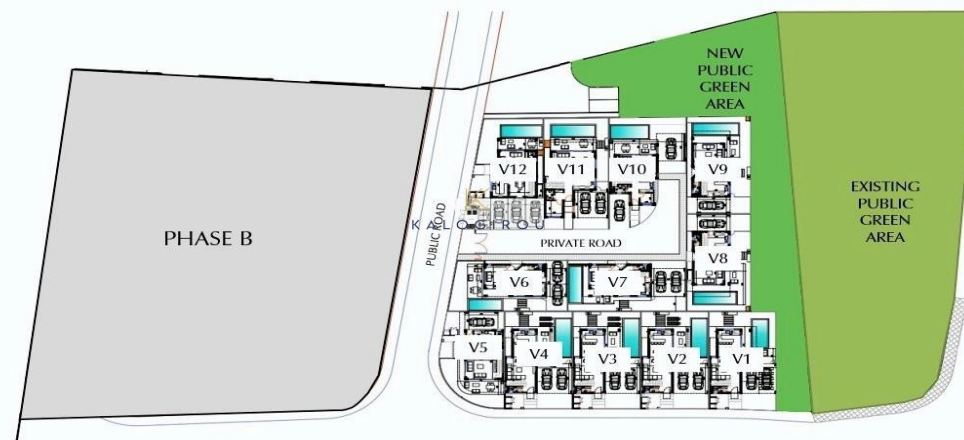 NEW
PUBLIC
GREEN
AREA
V12
V11
V10
V9
EXISTING
PUBLIC
GREEN
AREA
PHASE B
KALOGIROU
PUBLIC ROAD
PRIVATE ROAD
V8
V6
V7
V5
V4
V3
V2
V1